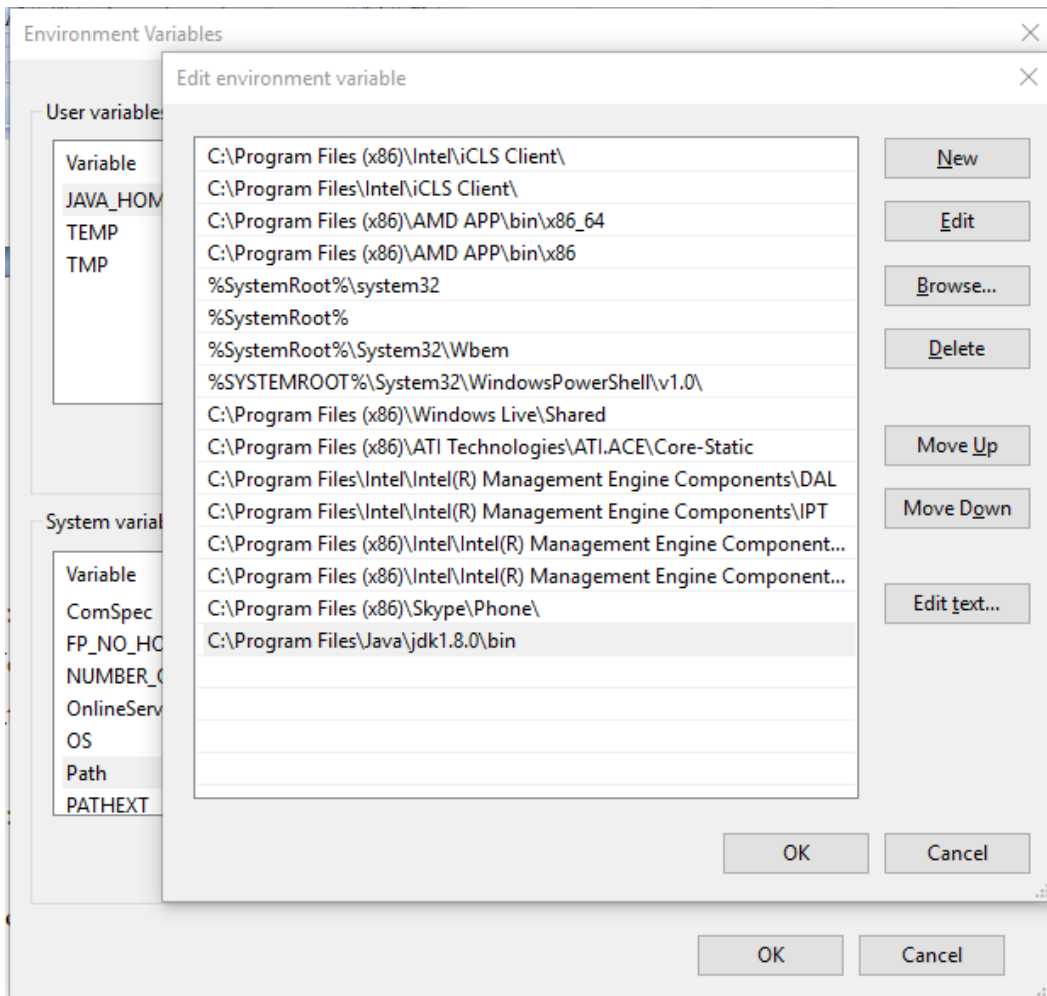 Environment Variables
Edit environment variable
User variable
Variable
JAVA_HOM
TEMP
TMP
C:\Program Files (x86)\Intel\iCLS Client\
C:\Program Files\Intel\iCLS Client\
C:\Program Files (x86)\AMD APP\bin\x86_64
C:\Program Files (x86)\AMD APP\bin\x86
%SystemRoot%\system32
%SystemRoot%
%SystemRoot%\System32\Wbem
%SYSTEMROOT%\System32\WindowsPowerShell\v1.0\
C:\Program Files (x86)\Windows Live\Shared
C:\Program Files (x86)\ATI Technologies\ATI.ACE\Core-Static
C:\Program Files\Intel\Intel(R) Management Engine Components\DAL
C:\Program Files\Intel\Intel(R) Management Engine Components\IPT
C:\Program Files (x86)\Intel\Intel(R) Management Engine Component...
C:\Program Files (x86)\Intel\Intel(R) Management Engine Component...
C:\Program Files (x86)\Skype\Phone\
C:\Program Files\Java\jdk1.8.0\bin
New
Edit
Browse...
Delete
Move Up
Move Down
Edit text...
System varial
Variable
ComSpec
FP_NO_HO
NUMBER_
OnlineServ
OS
Path
PATHEXT
OK
Cancel
OK
Cancel